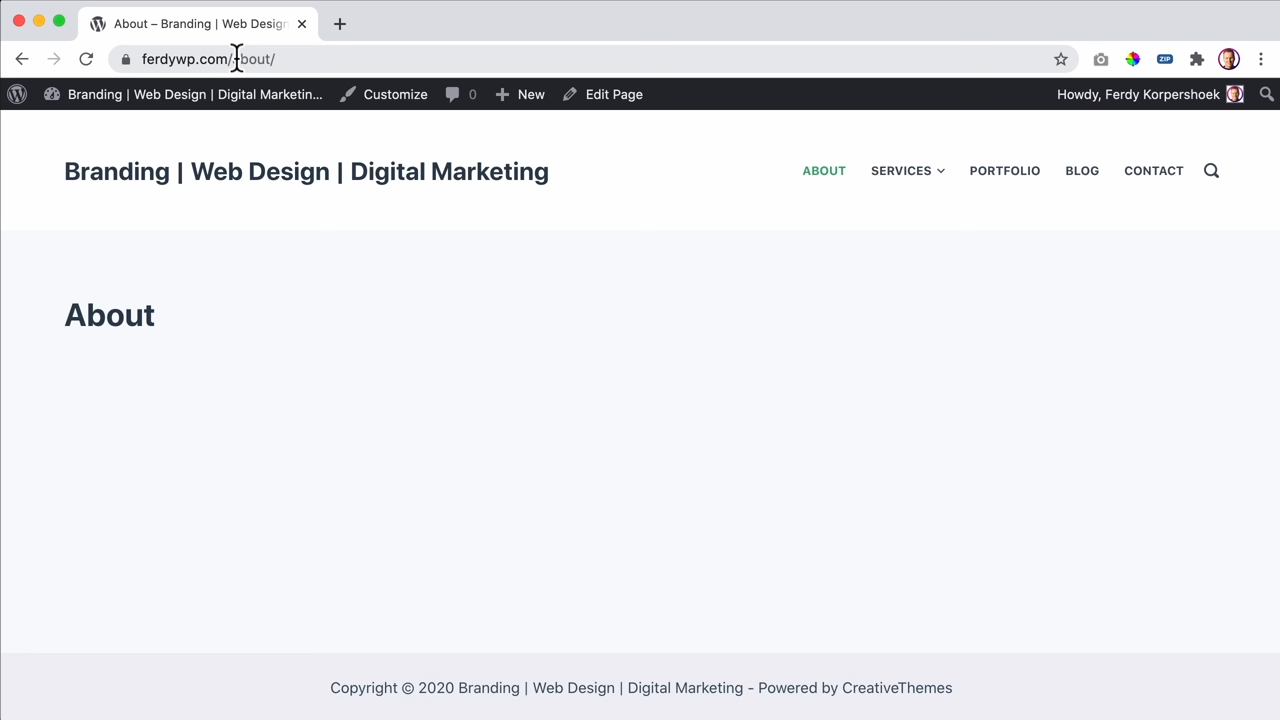 About – Branding | Web Design
ferdywp.com/about/
ZIP
Branding | Web Design | Digital Marketin... Customize 0 New Edit Page Howdy, Ferdy Korpershoek
Branding | Web Design | Digital Marketing
ABOUT SERVICES PORTFOLIO BLOG CONTACT
About
Copyright © 2020 Branding | Web Design | Digital Marketing - Powered by CreativeThemes